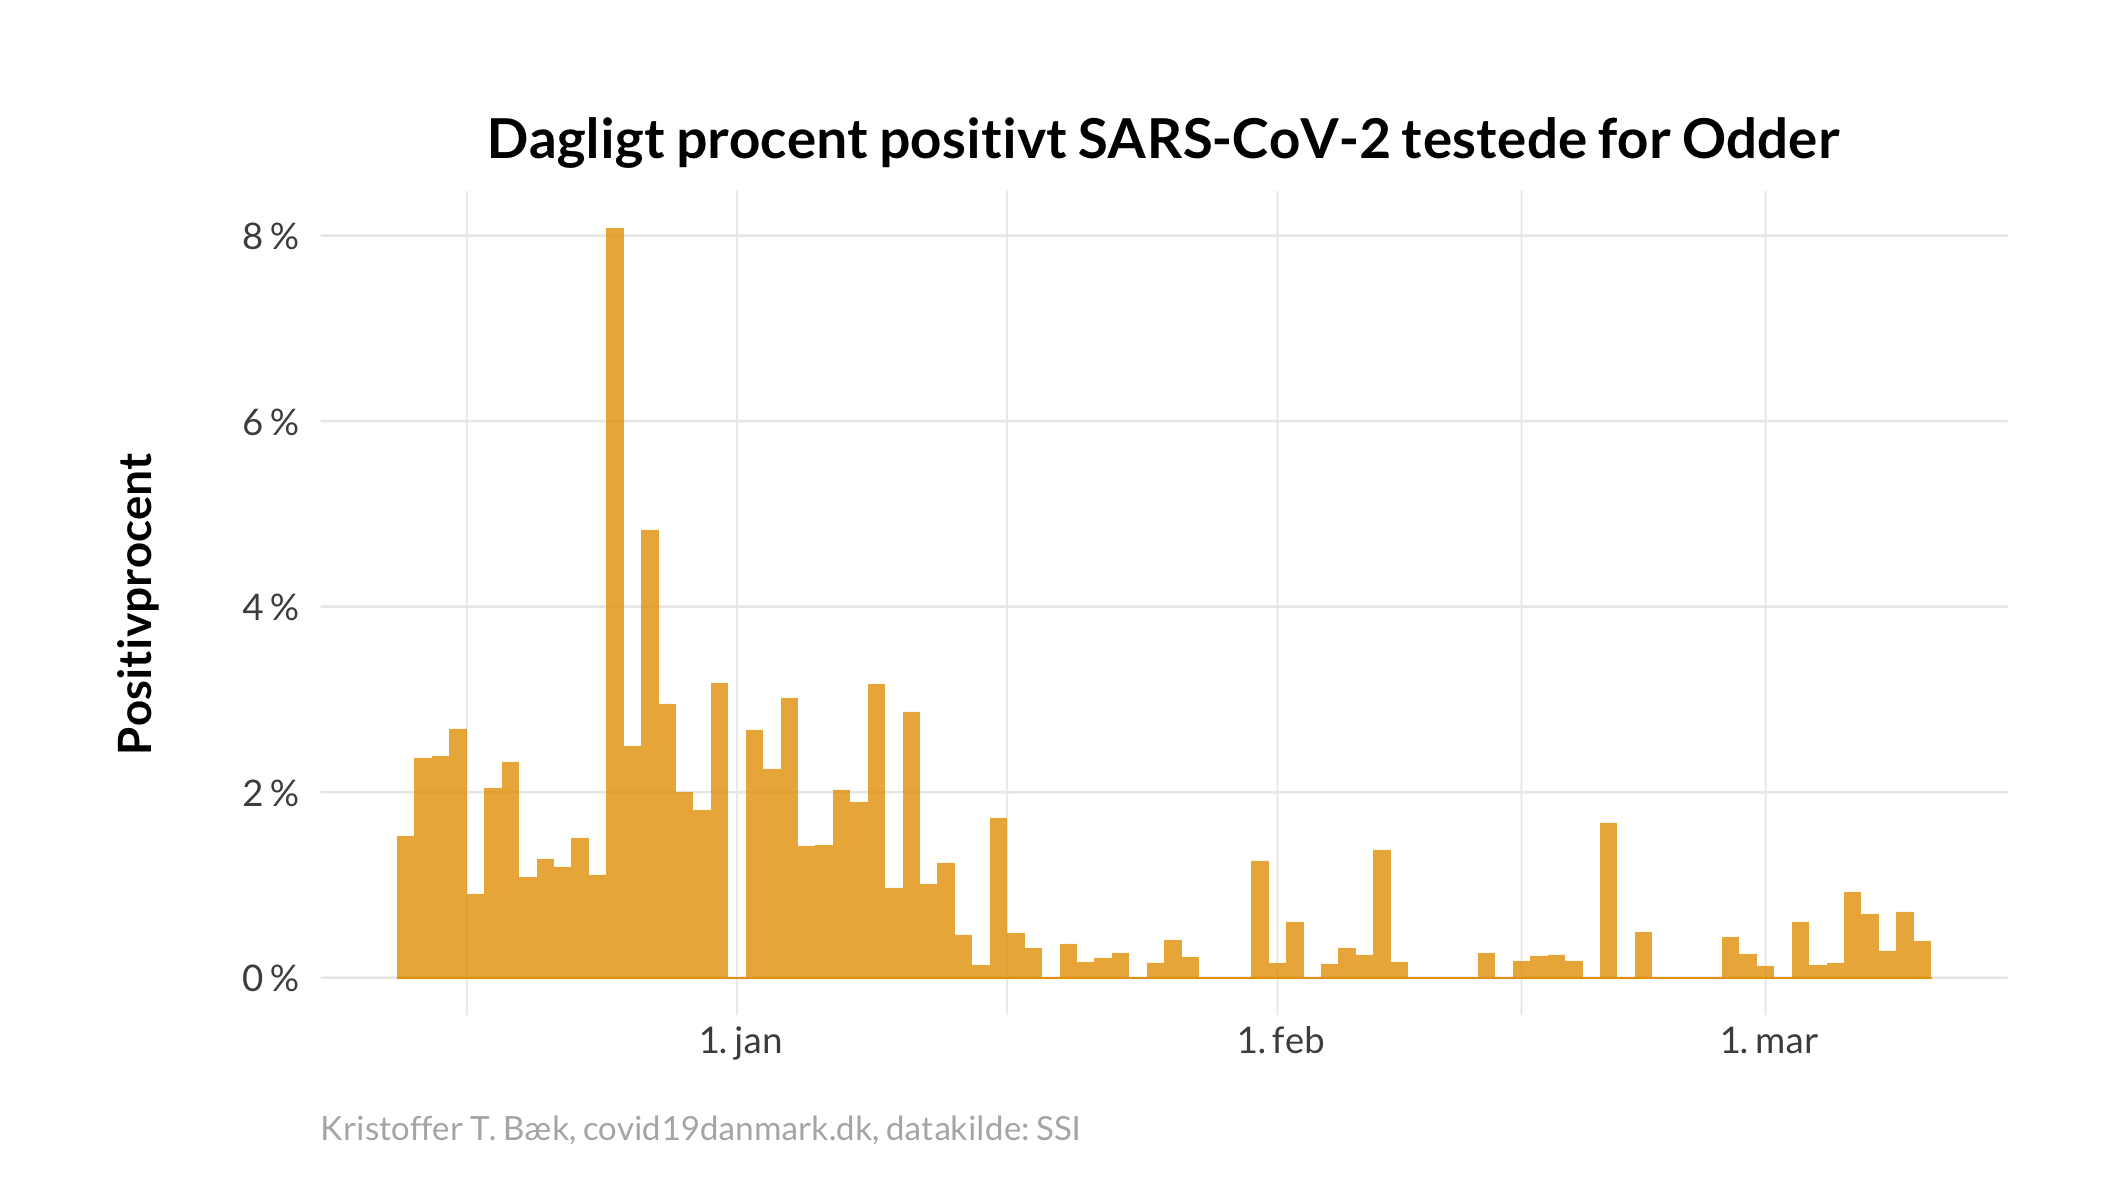 Dagligt procent positivt SARS-CoV-2 testede for Odder
Positivprocent
8 %
6 %
4 %
2 %
0 %
1. jan
1. feb
1. mar
Kristoffer T. Bæk, covid19danmark.dk, datakilde: SSI